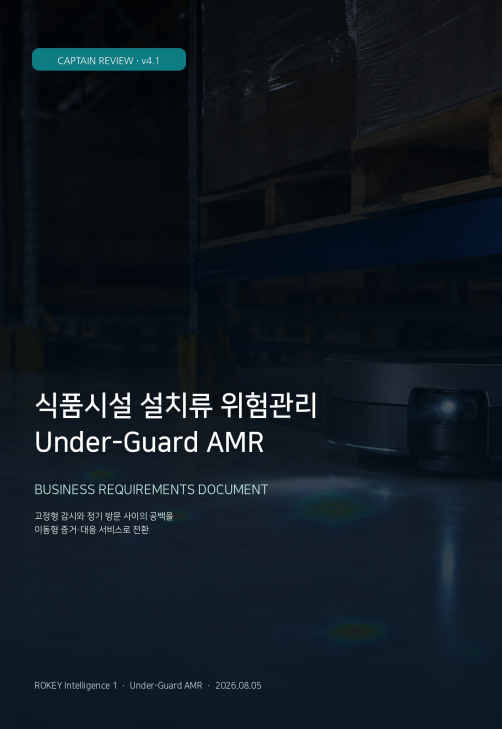 CAPTAIN REVIEW · v4.1
식품시설 설치류 위험관리
Under-Guard AMR
BUSINESS REQUIREMENTS DOCUMENT
고정형 감시와 정기 방문 사이의 공백을
이동형 증거·대응 서비스로 전환
ROKEY Intelligence 1 · Under-Guard AMR · 2026.08.05